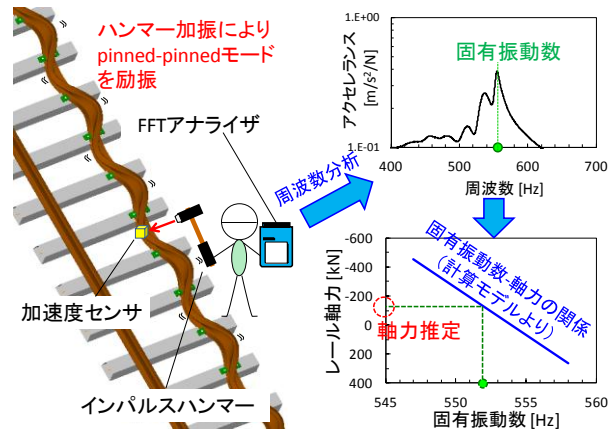 ハンマー加振により
pinned-pinnedモード
を励振
FFTアナライザ
加速度センサ
インパルスハンマー
周波数分析
アクセレランス
[m/s²/N]
1.E+00
1.E-01
固有振動数
400
500
600
700
周波数 [Hz]
レール軸力 [kN]
-600
-400
-200
0
200
400
固有振動数-軸力の関係
(計算モデルより)
軸力推定
545
550
555
560
固有振動数 [Hz]